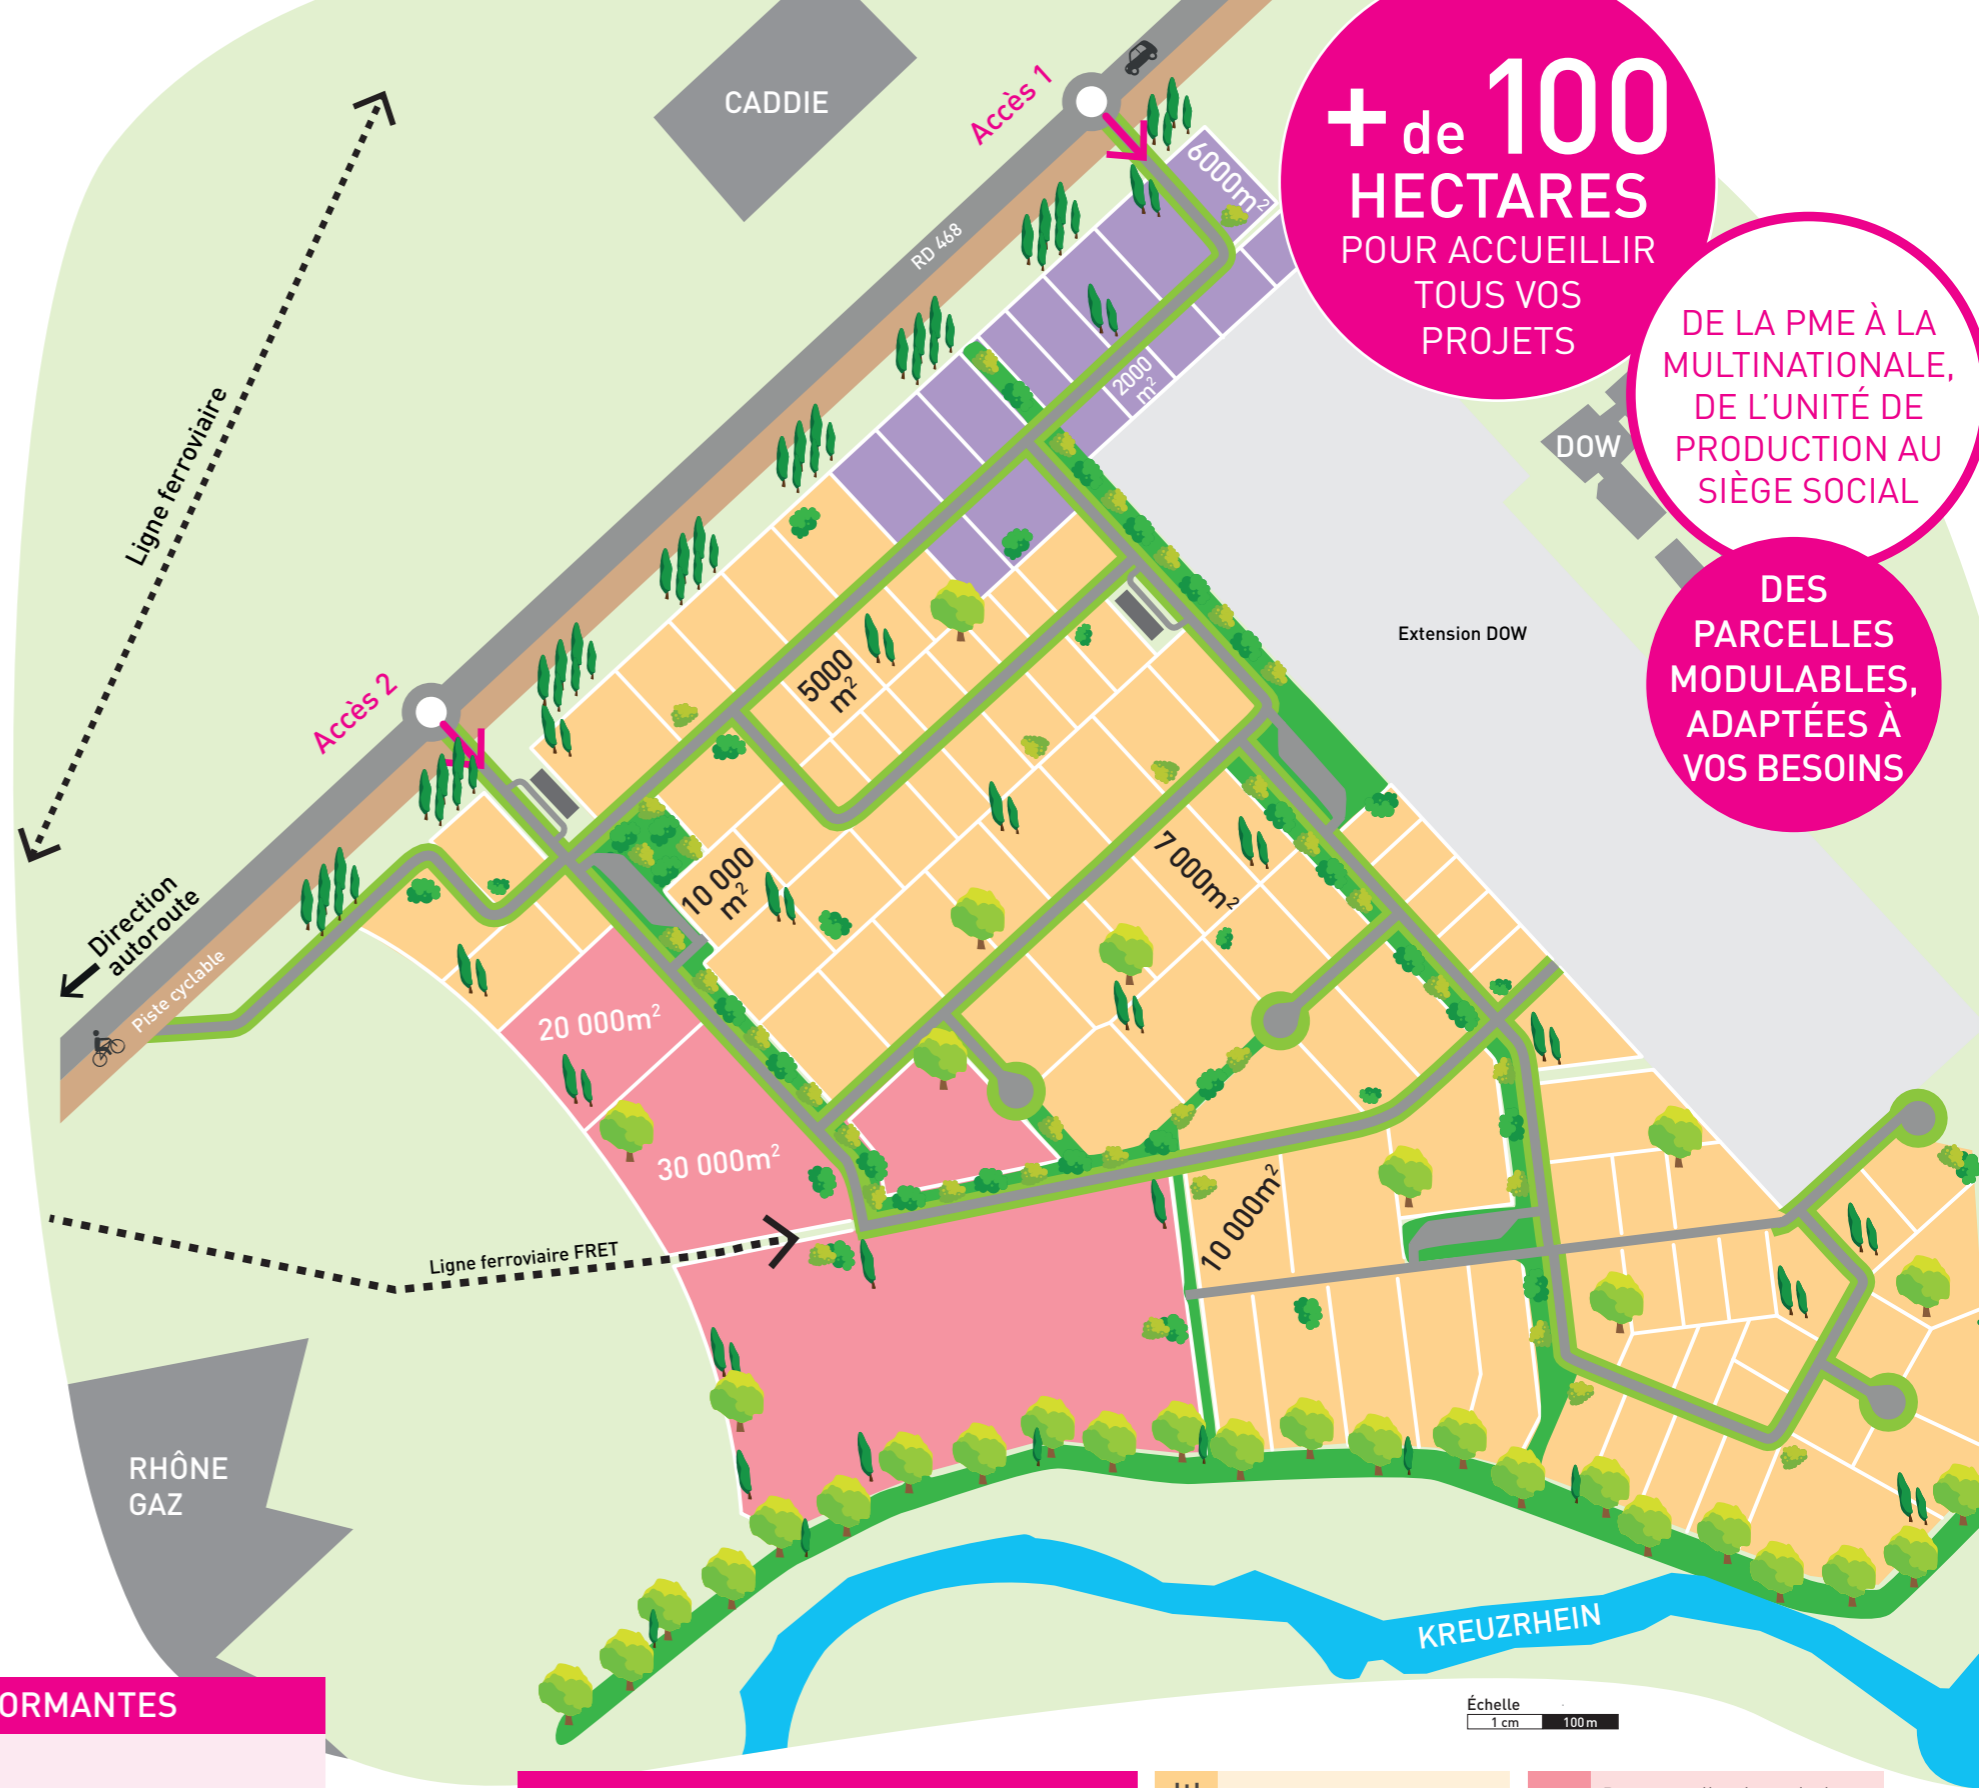 CADDIE
Accès 1
+ de 100
HECTARES
POUR ACCUEILLIR
TOUS VOS
PROJETS
6000m²
RD 468
DE LA PME À LA
MULTINATIONALE,
DE L'UNITÉ DE
PRODUCTION AU
SIÈGE SOCIAL
2000
m²
DOW
Ligne ferroviaire
DES
PARCELLES
MODULABLES,
ADAPTÉES À
VOS BESOINS
Extension DOW
5000
m²
Accès 2
10 000
m²
7 000m²
Direction
autoroute
Piste cyclable
20 000m²
30 000m²
10 000m²
Ligne ferroviaire FRET
RHÔNE
GAZ
KREUZRHEIN
ORMANTES
Échelle
1 cm 100 m